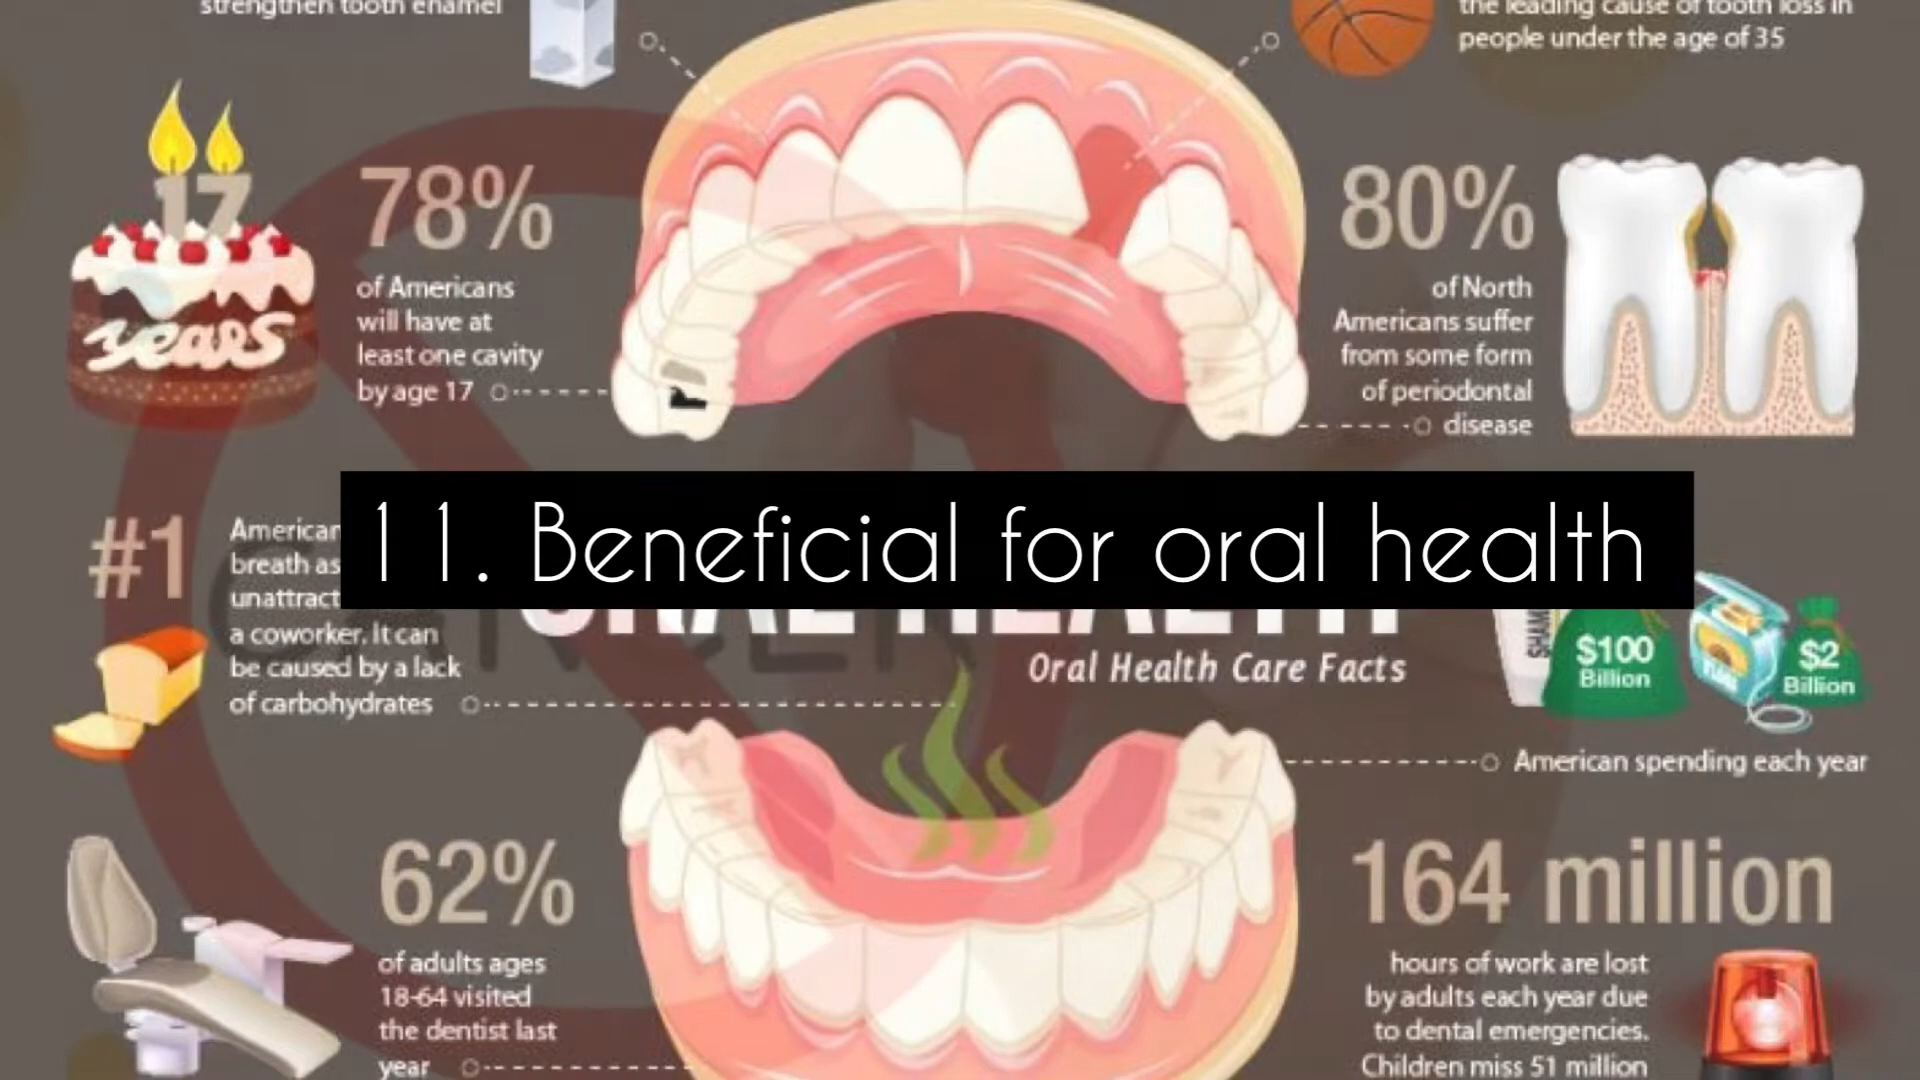 strengthen tooth enamel
the leading cause of tooth loss in
people under the age of 35
17
years
78%
of Americans
will have at
least one cavity
by age 17
80%
of North
Americans suffer
from some form
of periodontal
disease
11. Beneficial for oral health
#1
American
breath as
unattract
a coworker. It can
be caused by a lack
of carbohydrates
Oral Health Care Facts
SHAM
$100
Billion
FLOSS
$2
Billion
American spending each year
62%
of adults ages
18-64 visited
the dentist last
year
164 million
hours of work are lost
by adults each year due
to dental emergencies.
Children miss 51 million